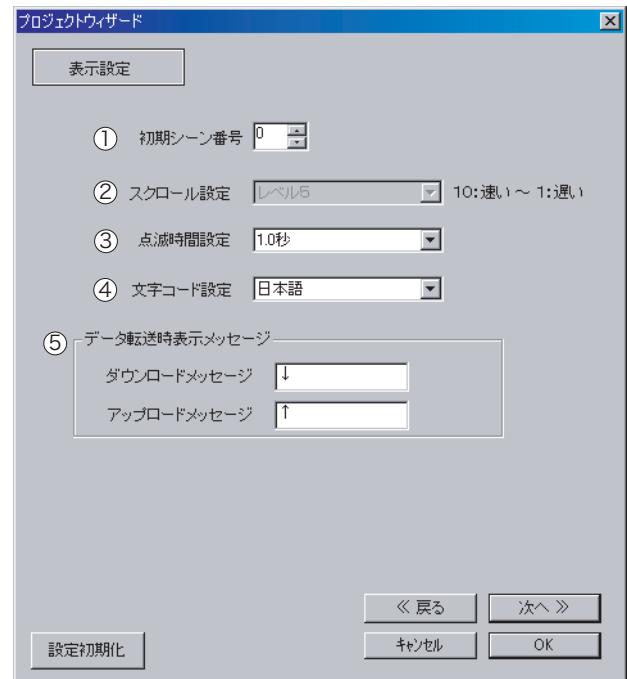 プロジェクトウィザード
表示設定
① 初期シーン番号 0
② スクロール設定 レベル5 10:速い～ 1:遅い
③ 点滅時間設定 1.0秒
④ 文字コード設定 日本語
⑤ データ転送時表示メッセージ
ダウンロードメッセージ ↓
アップロードメッセージ ↑
≪ 戻る 次へ ≫
設定初期化 キャンセル OK